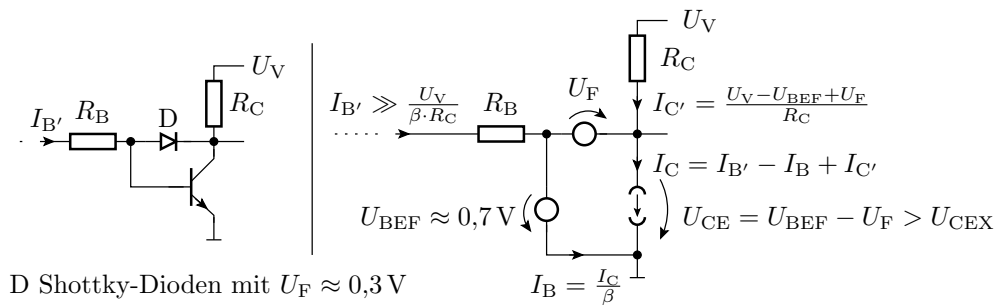 U_V
R_C
R_B
I_B′
D
D Shottky-Dioden mit U_F ≈ 0,3 V
U_V
R_C
U_F
I_B′ ≫ U_V / (β · R_C)
R_B
I_C′ = (U_V − U_BEF + U_F) / R_C
I_C = I_B′ − I_B + I_C′
U_BEF ≈ 0,7 V
U_CE = U_BEF − U_F > U_CEX
I_B = I_C / β